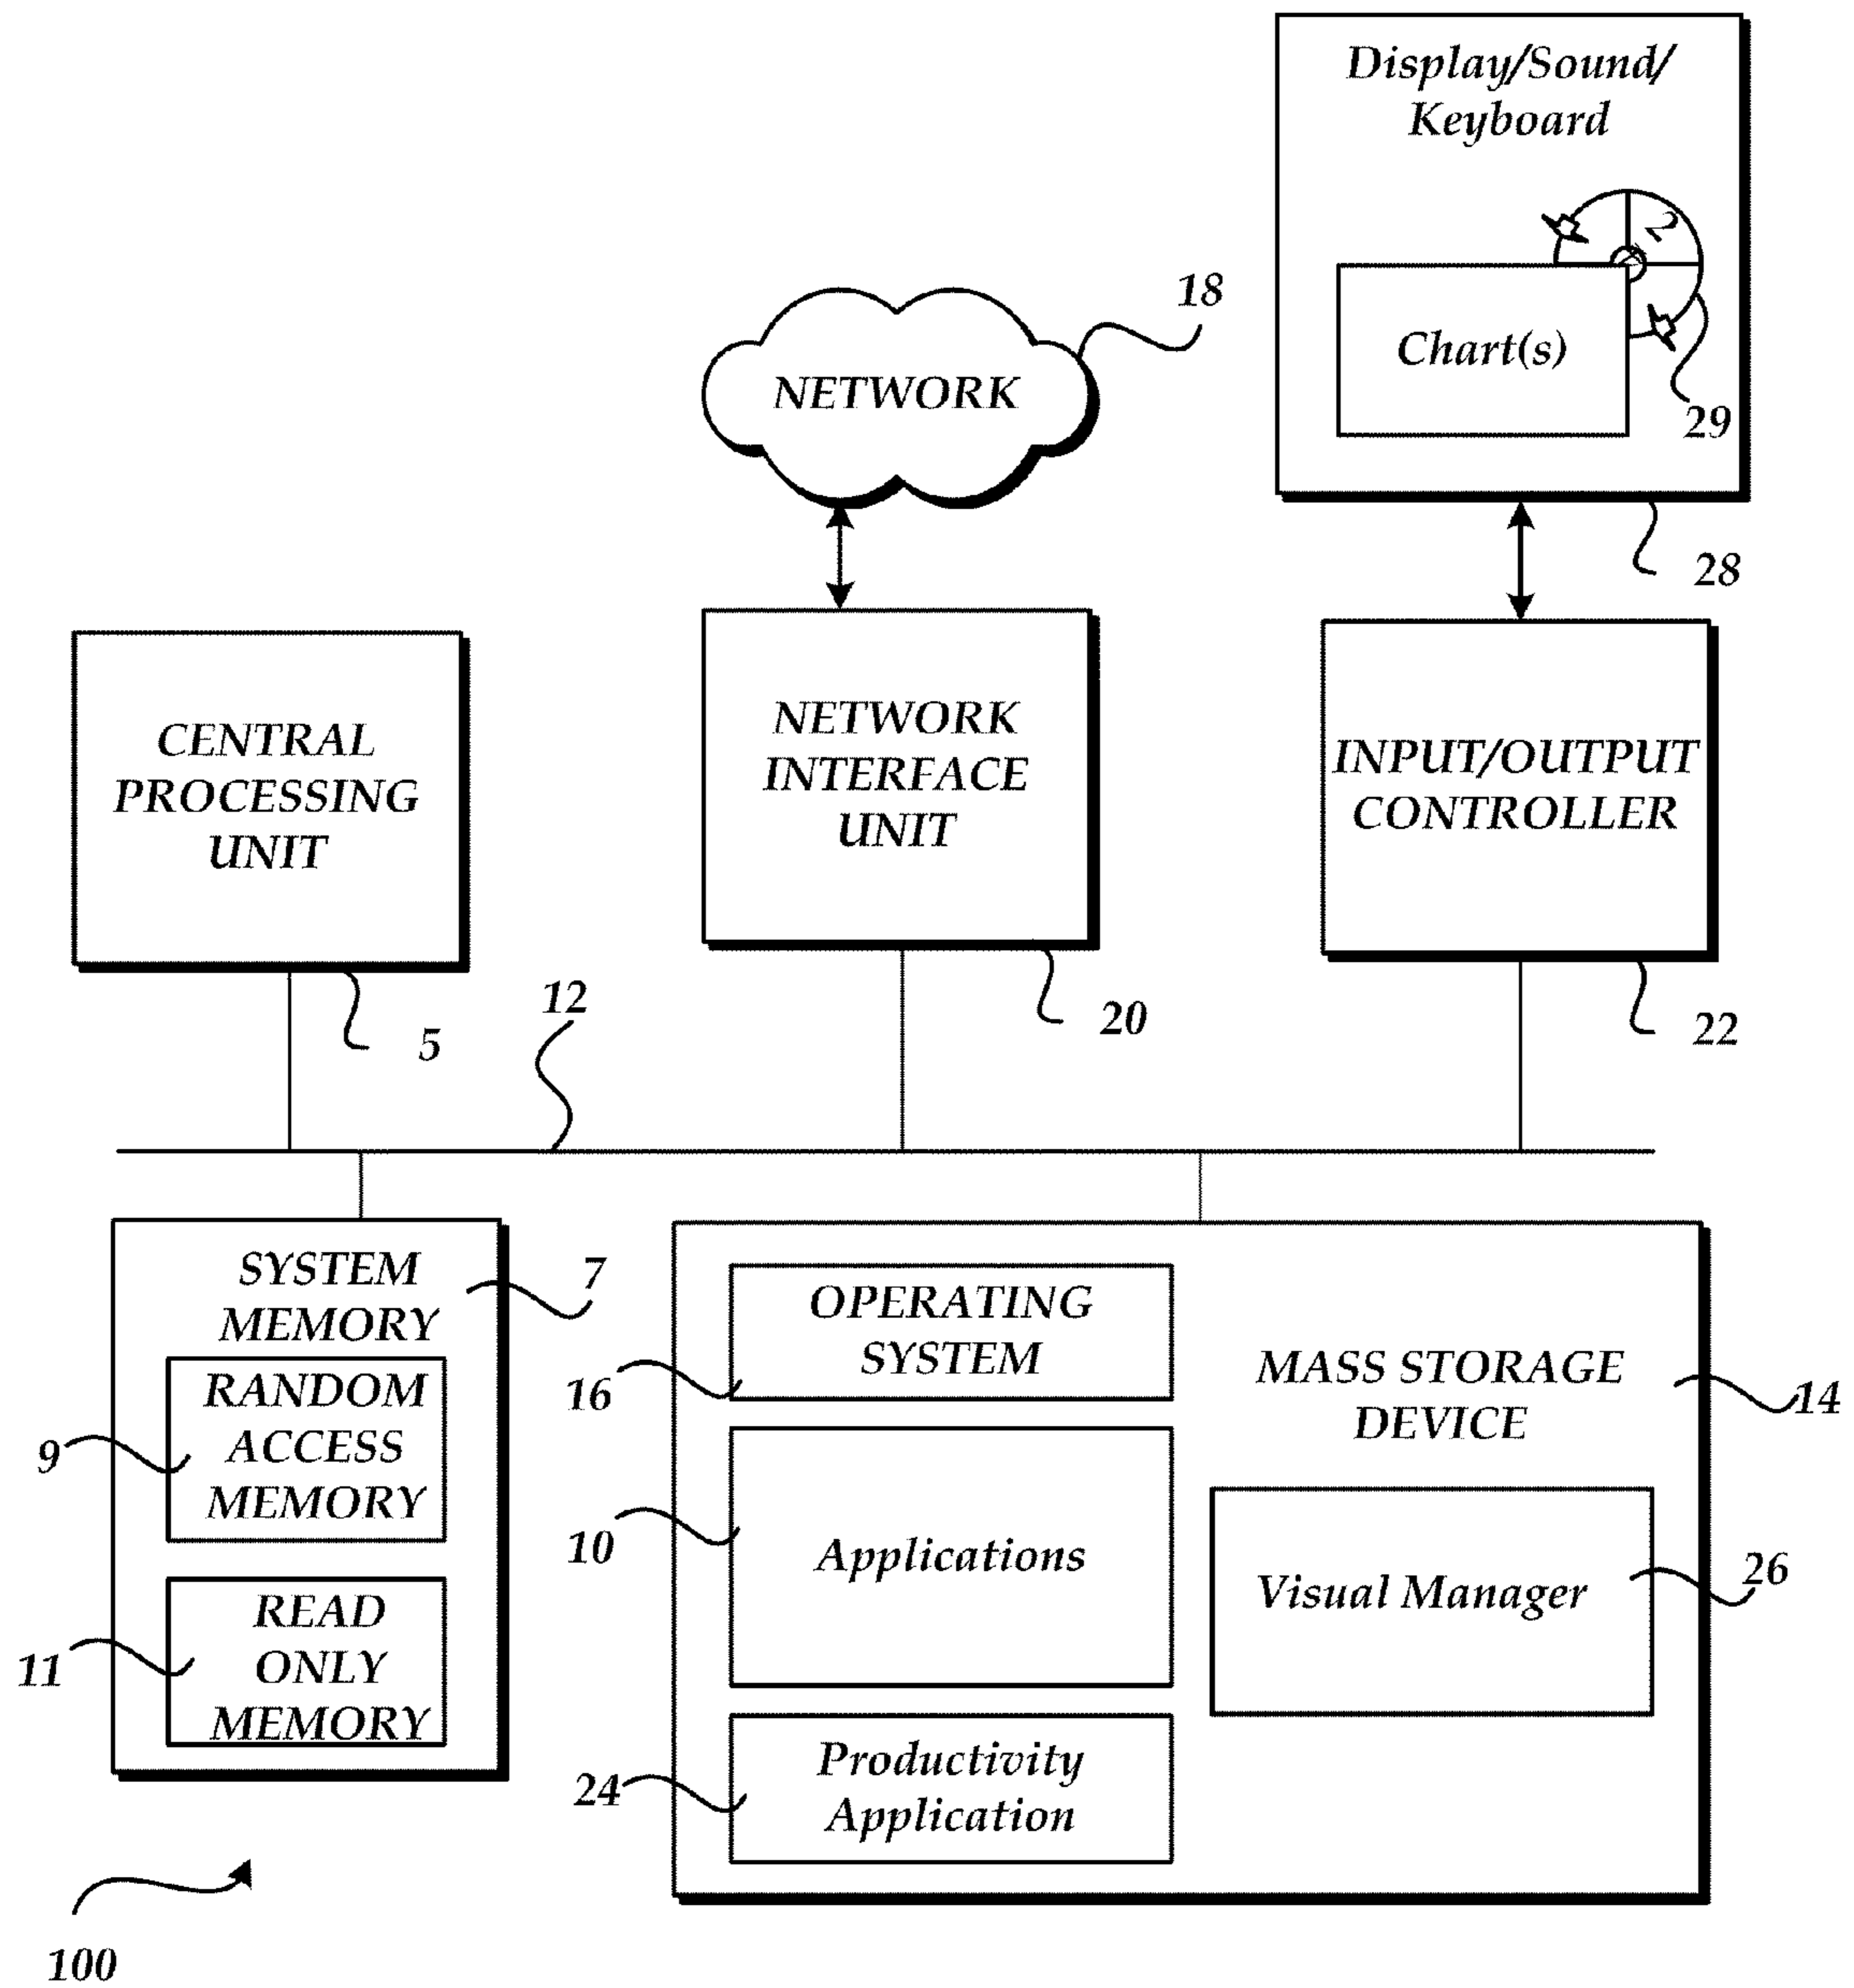 Display/Sound/
Keyboard
2
Chart(s)
29
18
NETWORK
28
CENTRAL
PROCESSING
UNIT
NETWORK
INTERFACE
UNIT
INPUT/OUTPUT
CONTROLLER
5
12
20
22
SYSTEM
MEMORY
7
RANDOM
ACCESS
MEMORY
9
READ
ONLY
MEMORY
11
OPERATING
SYSTEM
16
MASS STORAGE
DEVICE
14
Applications
10
Visual Manager
26
Productivity
Application
24
100